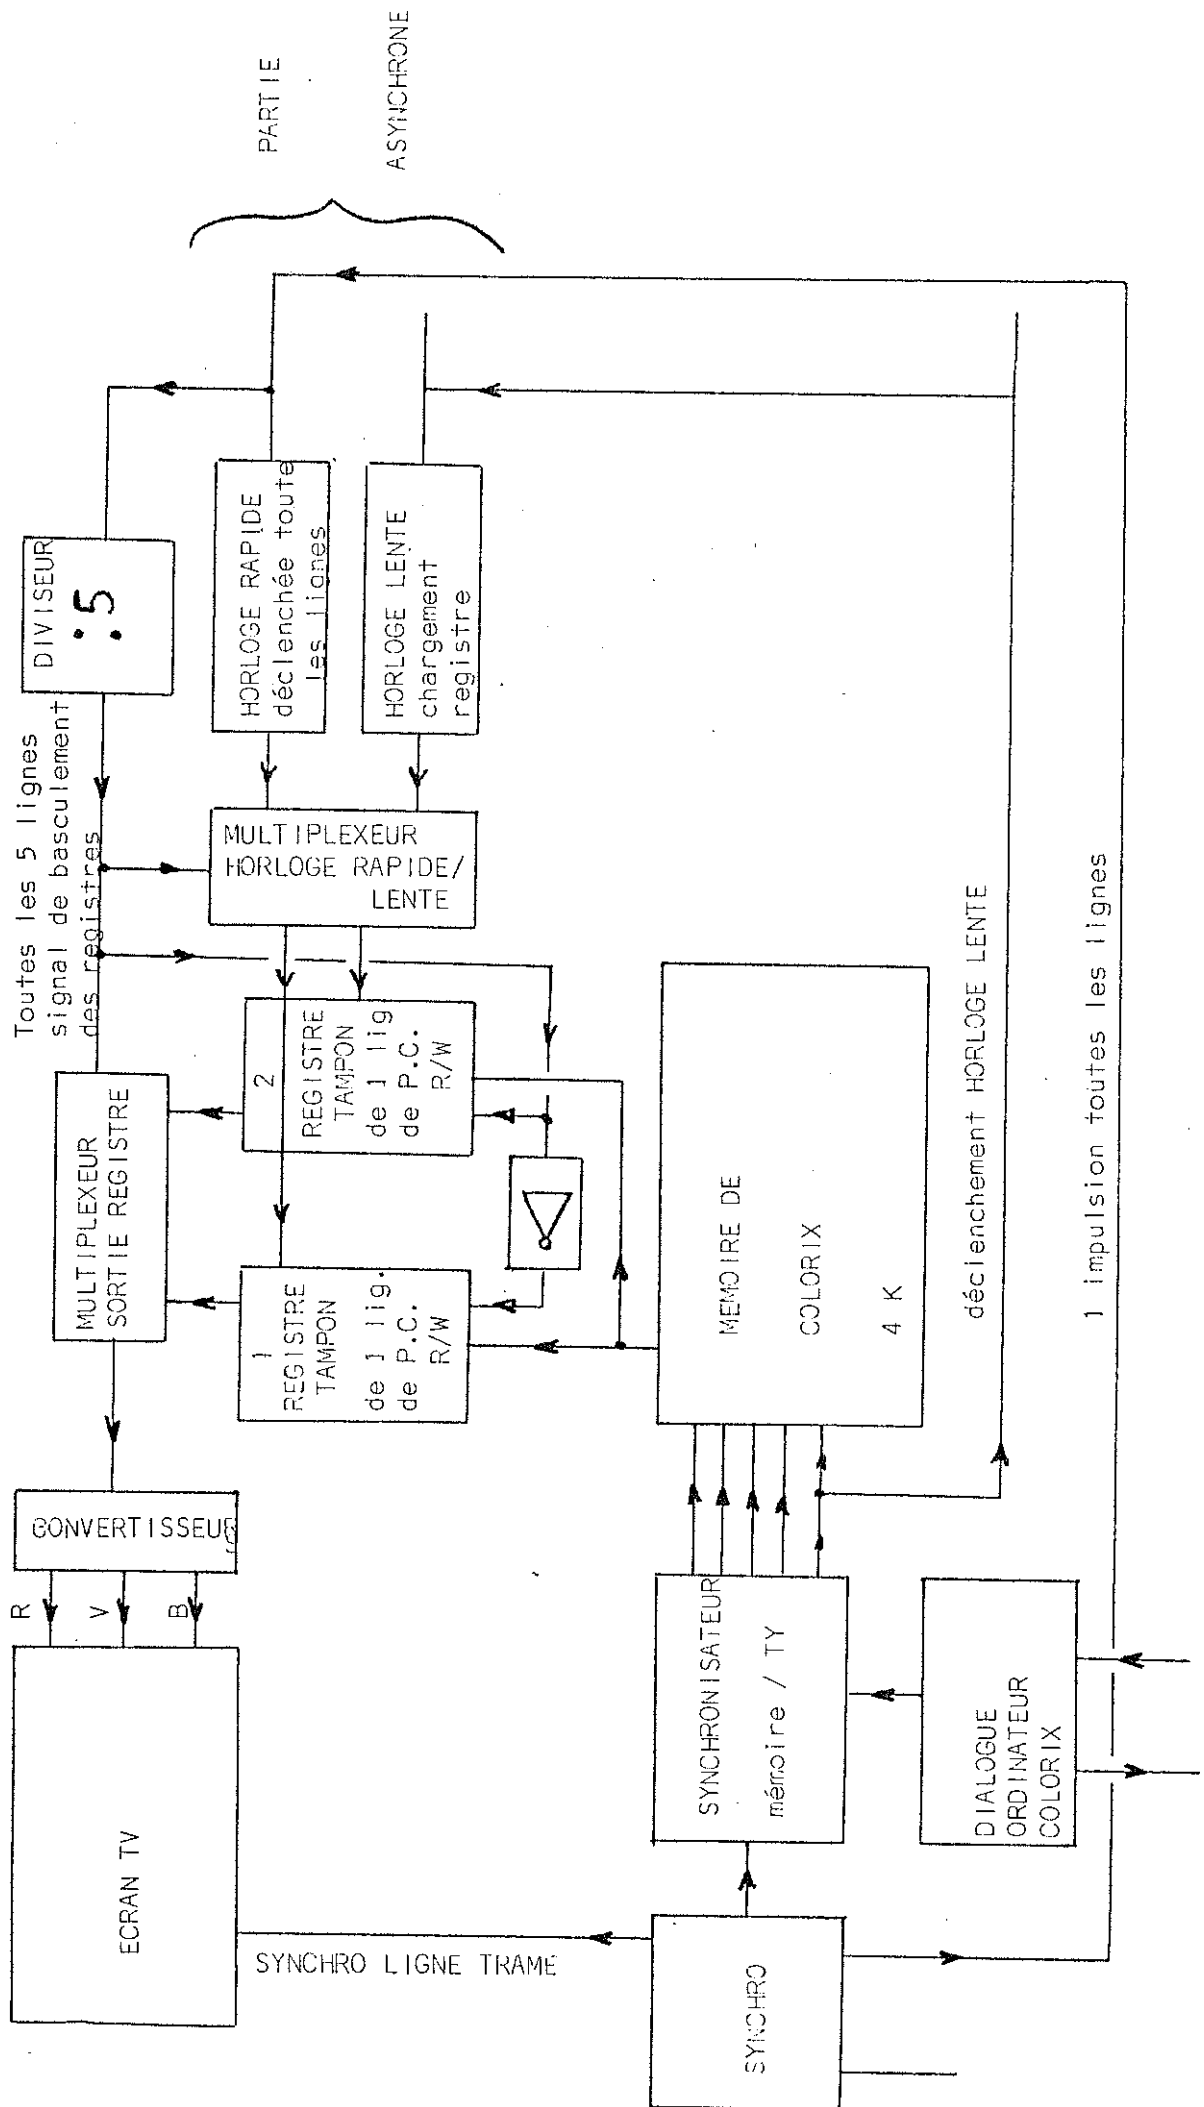 PARTIE
ASYNCHRONE
Toutes les 5 lignes
signal de basculement
des registres
DIVISEUR
:5
HORLOGE RAPIDE
déclenchée toute
les lignes
HORLOGE LENTE
chargement
registre
MULTIPLEXEUR
HORLOGE RAPIDE/
LENTE
MULTIPLEXEUR
SORTIE REGISTRE
2
REGISTRE
TAMPON
de 1 lig
de P.C.
R/W
1
REGISTRE
TAMPON
de 1 lig.
de P.C.
R/W
CONVERTISSEUR
R
V
B
ECRAN TV
SYNCHRO LIGNE TRAME
MEMOIRE DE
COLORIX
4 K
déclenchement HORLOGE LENTE
1 impulsion toutes les lignes
SYNCHRONISATEUR
mémoire / TY
SYNCHRO
DIALOGUE
ORDINATEUR
COLORIX